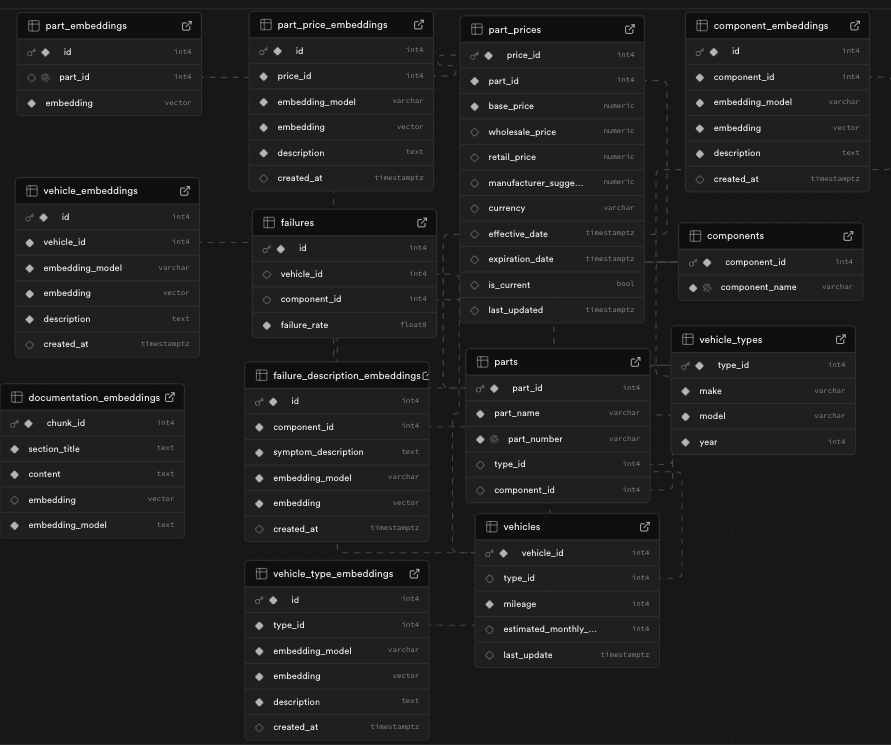 part_embeddings
id int4
part_id int4
embedding vector
part_price_embeddings
id int4
price_id int4
embedding_model varchar
embedding vector
description text
created_at timestamptz
part_prices
price_id int4
part_id int4
base_price numeric
wholesale_price numeric
retail_price numeric
manufacturer_sugge... numeric
currency varchar
effective_date timestamptz
expiration_date timestamptz
is_current bool
last_updated timestamptz
component_embeddings
id int4
component_id int4
embedding_model varchar
embedding vector
description text
created_at timestamptz
vehicle_embeddings
id int4
vehicle_id int4
embedding_model varchar
embedding vector
description text
created_at timestamptz
failures
id int4
vehicle_id int4
component_id int4
failure_rate float8
components
component_id int4
component_name varchar
vehicle_types
type_id int4
make varchar
model varchar
year int4
documentation_embeddings
chunk_id int4
section_title text
content text
embedding vector
embedding_model text
failure_description_embeddings
id int4
component_id int4
symptom_description text
embedding_model varchar
embedding vector
created_at timestamptz
parts
part_id int4
part_name varchar
part_number varchar
type_id int4
component_id int4
vehicles
vehicle_id int4
type_id int4
mileage int4
estimated_monthly_... int4
last_update timestamptz
vehicle_type_embeddings
id int4
type_id int4
embedding_model varchar
embedding vector
description text
created_at timestamptz